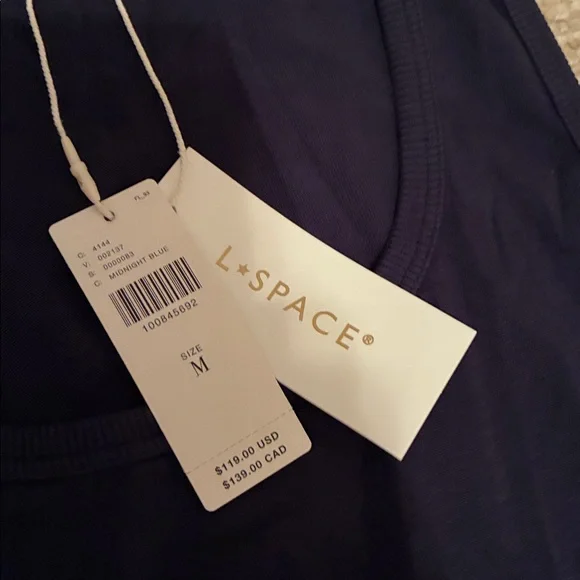 D: 4144
V: 002137
S: 0000083
C: MIDNIGHT BLUE
100845692
SIZE
M
$119.00 USD
$139.00 CAD
L★SPACE®